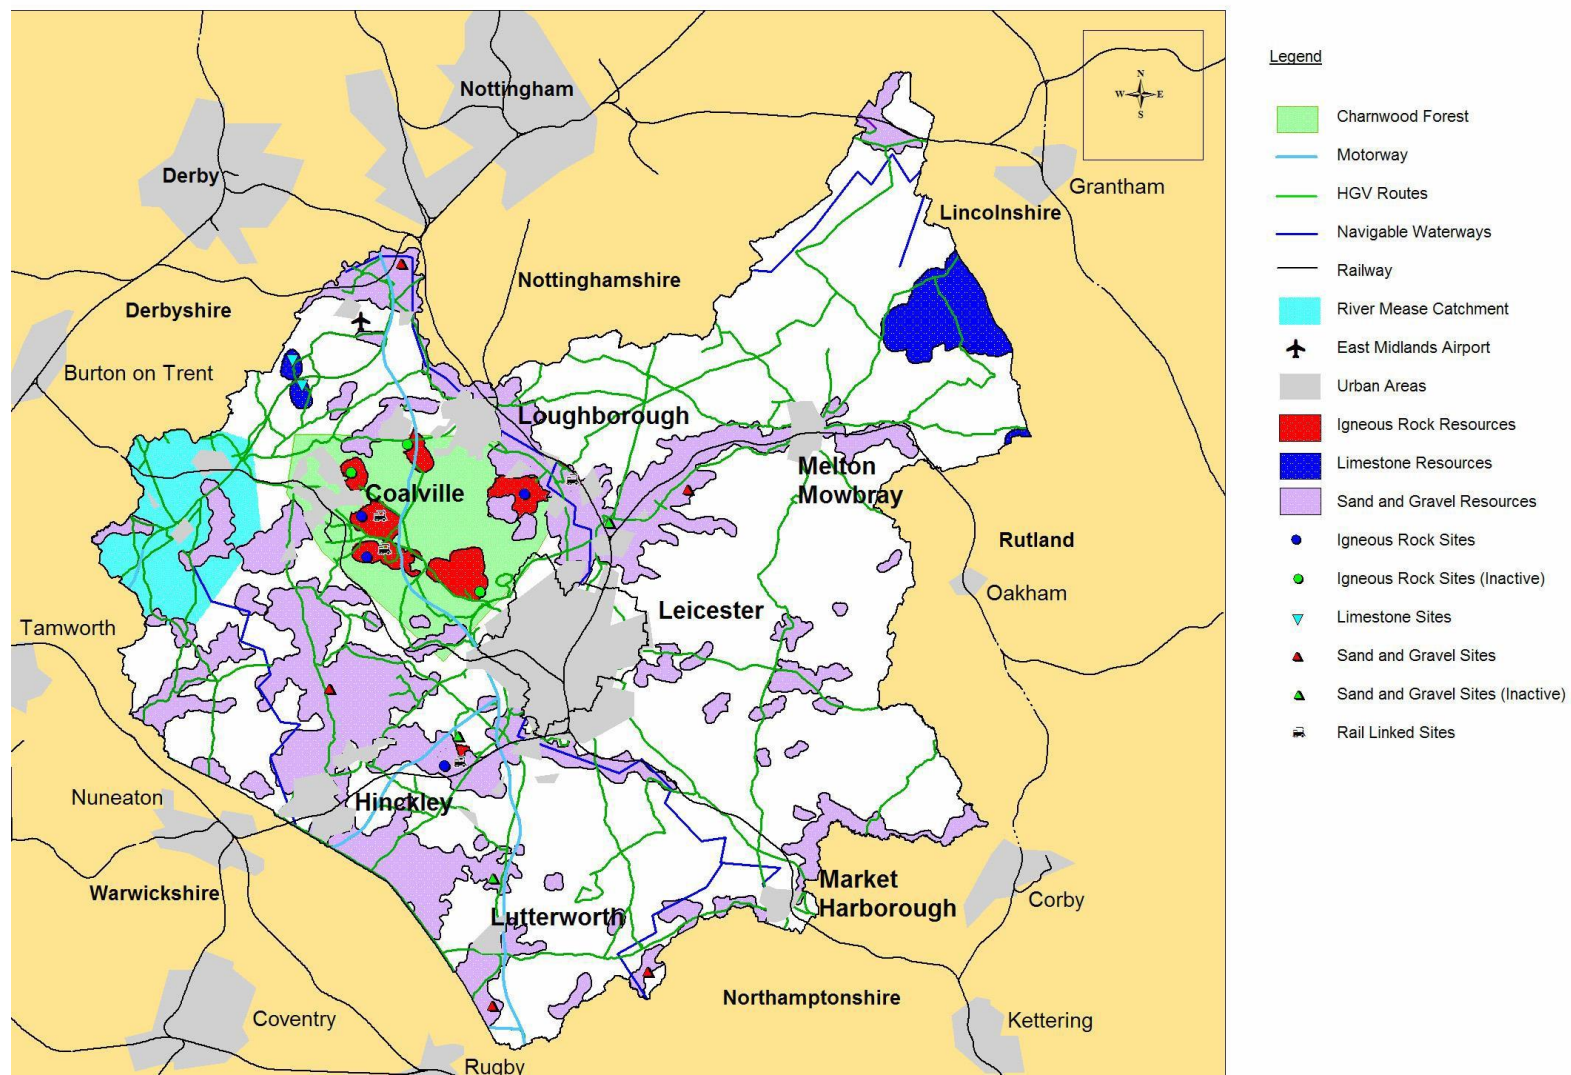 Nottingham
Derby
Grantham
Lincolnshire
Nottinghamshire
Derbyshire
Burton on Trent
Loughborough
Melton
Mowbray
Coalville
Rutland
Oakham
Leicester
Tamworth
Nuneaton
Hinckley
Warwickshire
Market
Harborough
Corby
Lutterworth
Northamptonshire
Coventry
Kettering
Rugby
N
W E
S
Legend
Charnwood Forest
Motorway
HGV Routes
Navigable Waterways
Railway
River Mease Catchment
East Midlands Airport
Urban Areas
Igneous Rock Resources
Limestone Resources
Sand and Gravel Resources
Igneous Rock Sites
Igneous Rock Sites (Inactive)
Limestone Sites
Sand and Gravel Sites
Sand and Gravel Sites (Inactive)
Rail Linked Sites